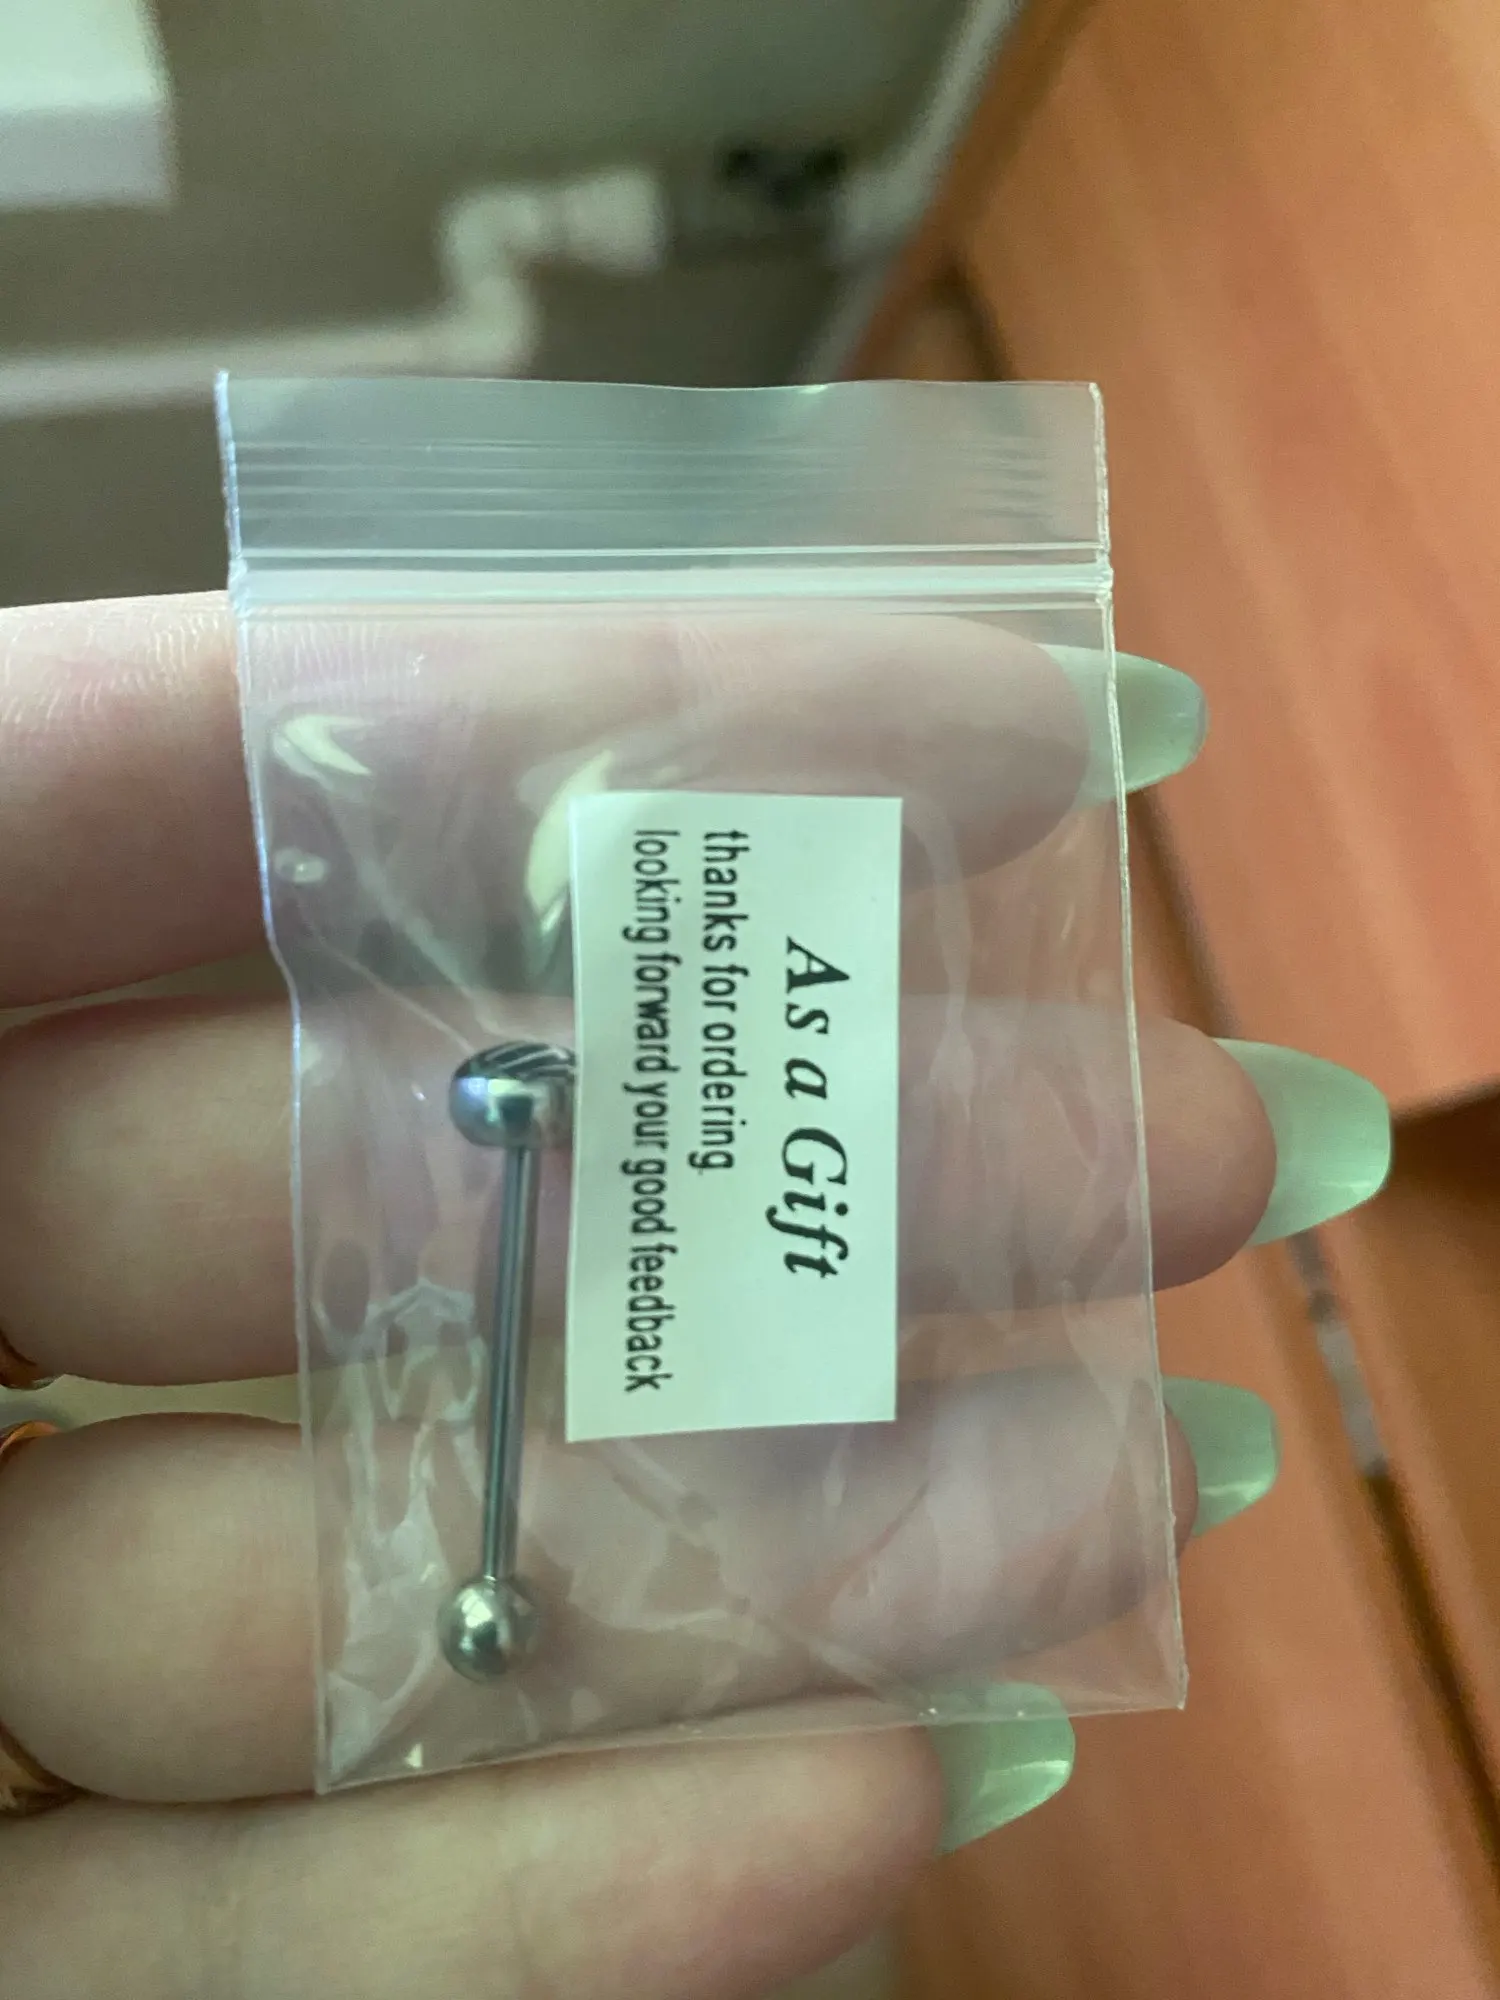 As a Gift
thanks for ordering
looking forward your good feedback